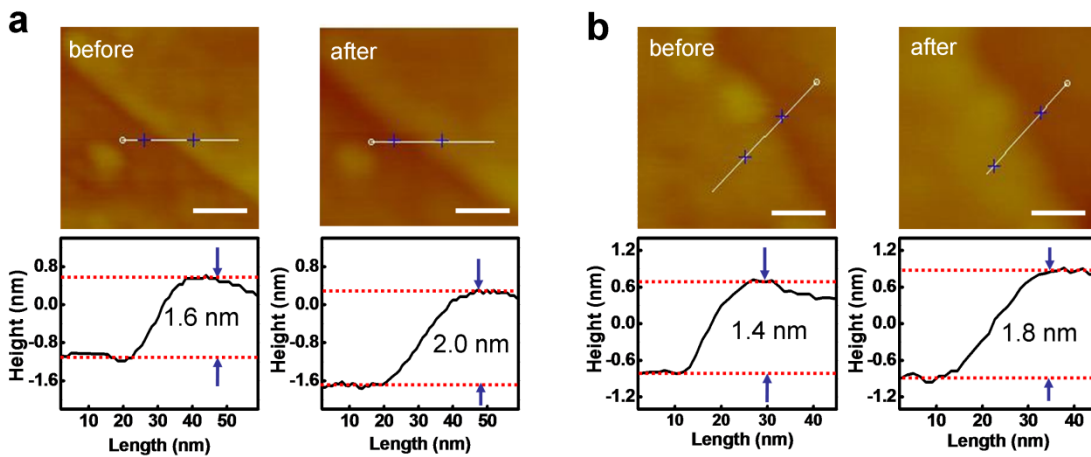 a
before
after
Height (nm)
0.8
0.0
-0.8
-1.6
1.6 nm
10 20 30 40 50
Length (nm)
Height (nm)
0.8
0.0
-0.8
-1.6
2.0 nm
10 20 30 40 50
Length (nm)
b
before
after
Height (nm)
1.2
0.6
0.0
-0.6
-1.2
1.4 nm
10 20 30 40
Length (nm)
Height (nm)
1.2
0.6
0.0
-0.6
-1.2
1.8 nm
10 20 30 40
Length (nm)